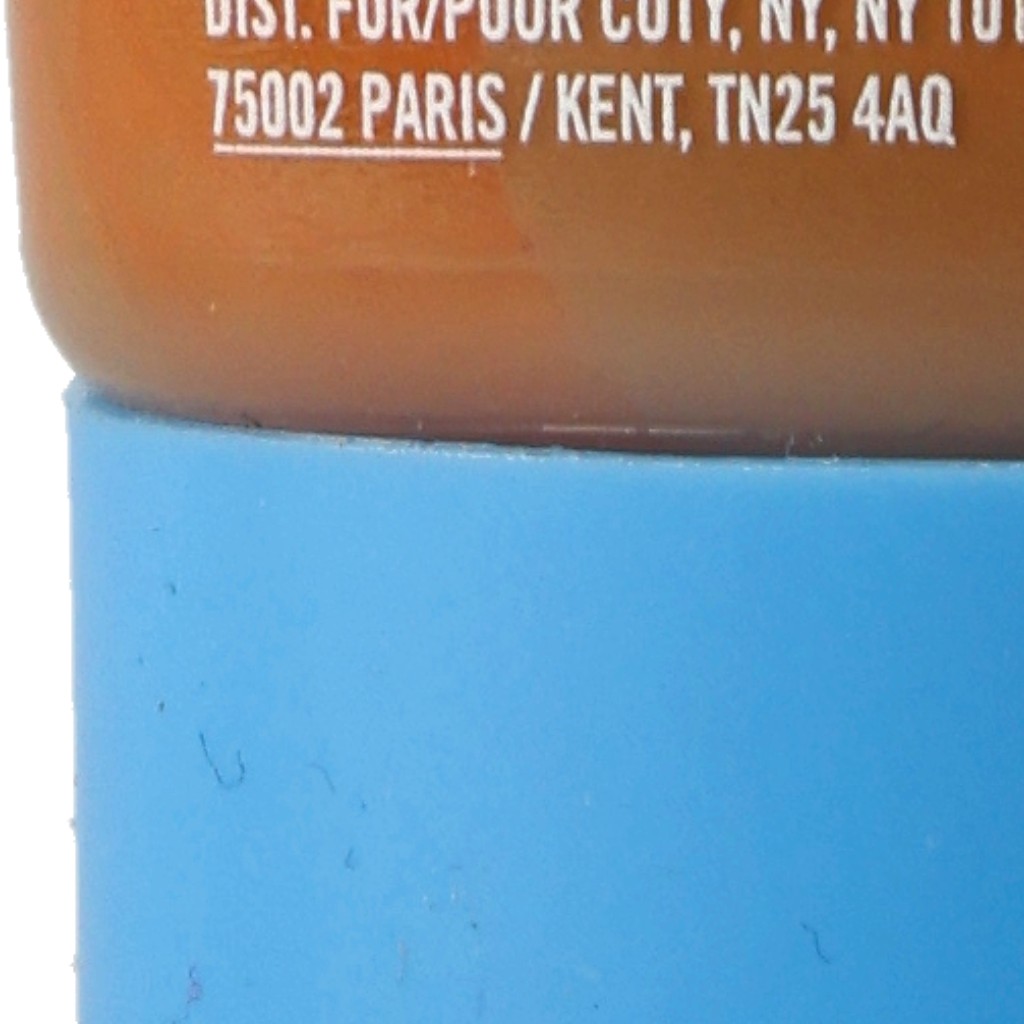 DIST. FOR/POUR COTY, NY, NY
75002 PARIS / KENT, TN25 4AQ